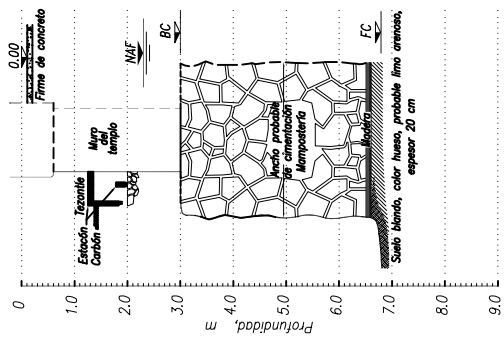 0.00
Firme de concreto
NAF
BC
FC
Muro
del
templo
Tezontle
Estacón
Carbón
Ancho probable
de cimentación
Mampostería
Madera
Suelo blando, color hueso, probable limo arenoso,
espesor 20 cm
0
1.0
2.0
3.0
4.0
5.0
6.0
7.0
8.0
9.0
Profundidad, m